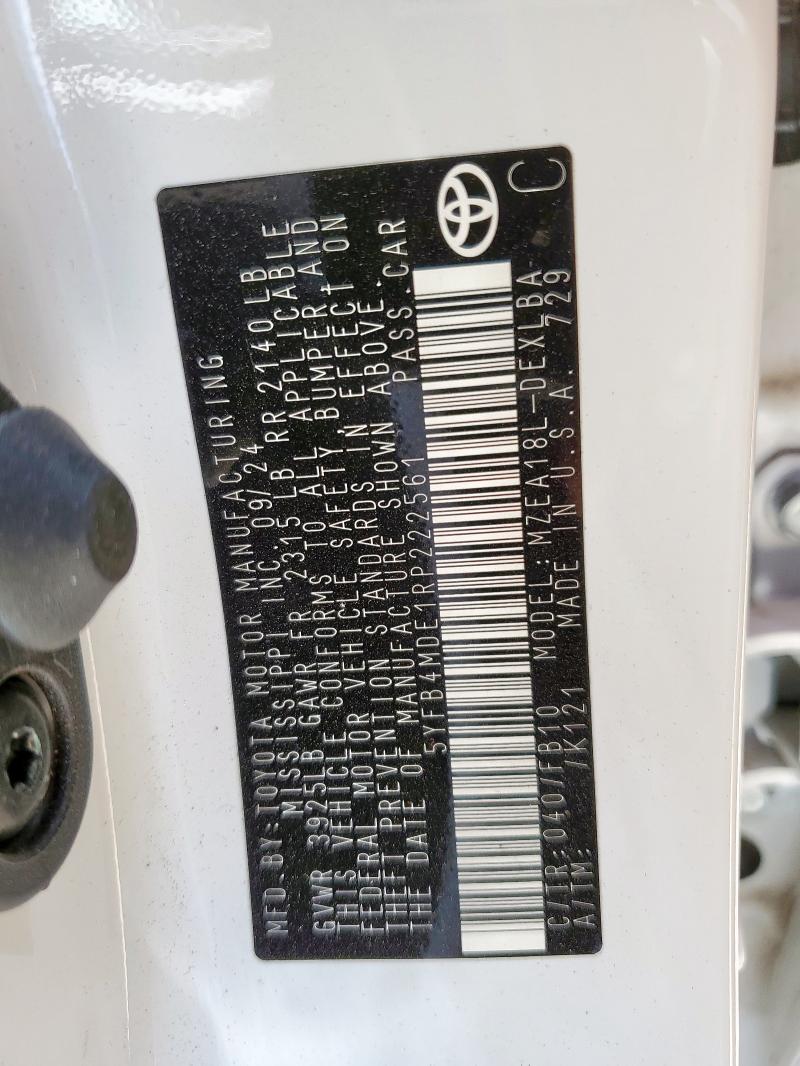 MFD.BY:TOYOTA MOTOR MANUFACTURING
MISSISSIPPI INC. 09/24
GVWR 3925LB GAWR FR 2315 LB RR 2140 LB
THIS VEHICLE CONFORMS TO ALL APPLICABLE
FEDERAL MOTOR VEHICLE SAFETY, BUMPER, AND
THEFT PREVENTION STANDARDS IN EFFECT ON
THE DATE OF MANUFACTURE SHOWN ABOVE.
5YFB4MDE1RP222561 PASS.CAR
C/TR:040/FB10 MODEL:MZEA18L-DEXLBA
A/TM: /K121 MADE IN U.S.A. 729
C